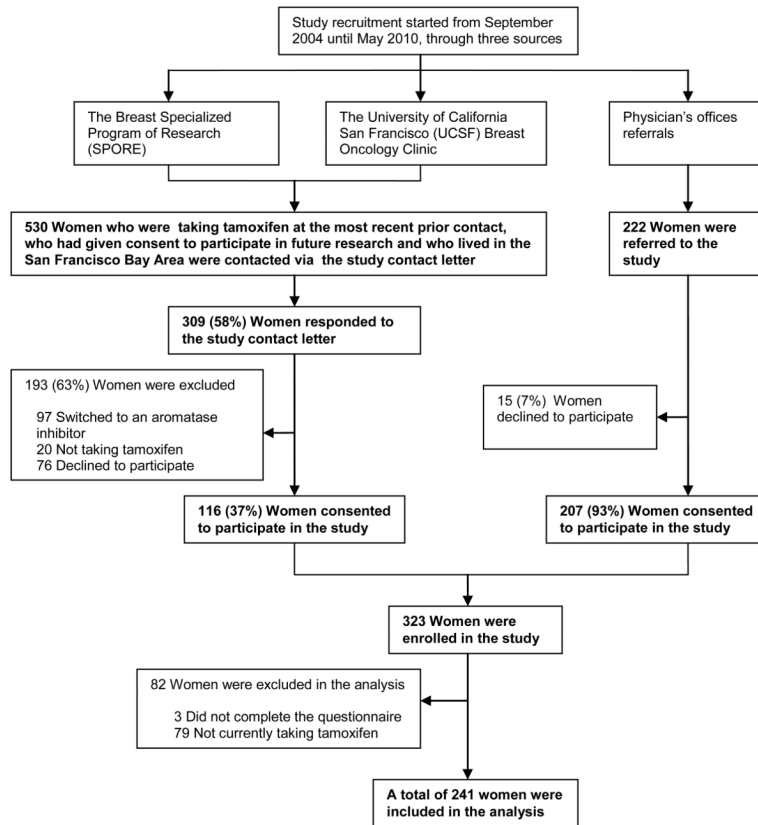 Study recruitment started from September
2004 until May 2010, through three sources
The Breast Specialized
Program of Research
(SPORE)
The University of California
San Francisco (UCSF) Breast
Oncology Clinic
Physician's offices
referrals
530 Women who were taking tamoxifen at the most recent prior contact,
who had given consent to participate in future research and who lived in the
San Francisco Bay Area were contacted via the study contact letter
222 Women were
referred to the
study
309 (58%) Women responded to
the study contact letter
193 (63%) Women were excluded
97 Switched to an aromatase
inhibitor
20 Not taking tamoxifen
76 Declined to participate
15 (7%) Women
declined to participate
116 (37%) Women consented
to participate in the study
207 (93%) Women consented
to participate in the study
323 Women were
enrolled in the study
82 Women were excluded in the analysis
3 Did not complete the questionnaire
79 Not currently taking tamoxifen
A total of 241 women were
included in the analysis